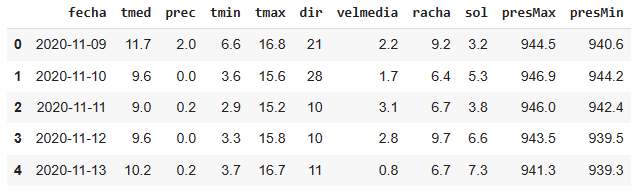 fecha tmed prec tmin tmax dir velmedia racha sol presMax presMin
0 2020-11-09 11.7 2.0 6.6 16.8 21 2.2 9.2 3.2 944.5 940.6
1 2020-11-10 9.6 0.0 3.6 15.6 28 1.7 6.4 5.3 946.9 944.2
2 2020-11-11 9.0 0.2 2.9 15.2 10 3.1 6.7 3.8 946.0 942.4
3 2020-11-12 9.6 0.0 3.3 15.8 10 2.8 9.7 6.6 943.5 939.5
4 2020-11-13 10.2 0.2 3.7 16.7 11 0.8 6.7 7.3 941.3 939.3